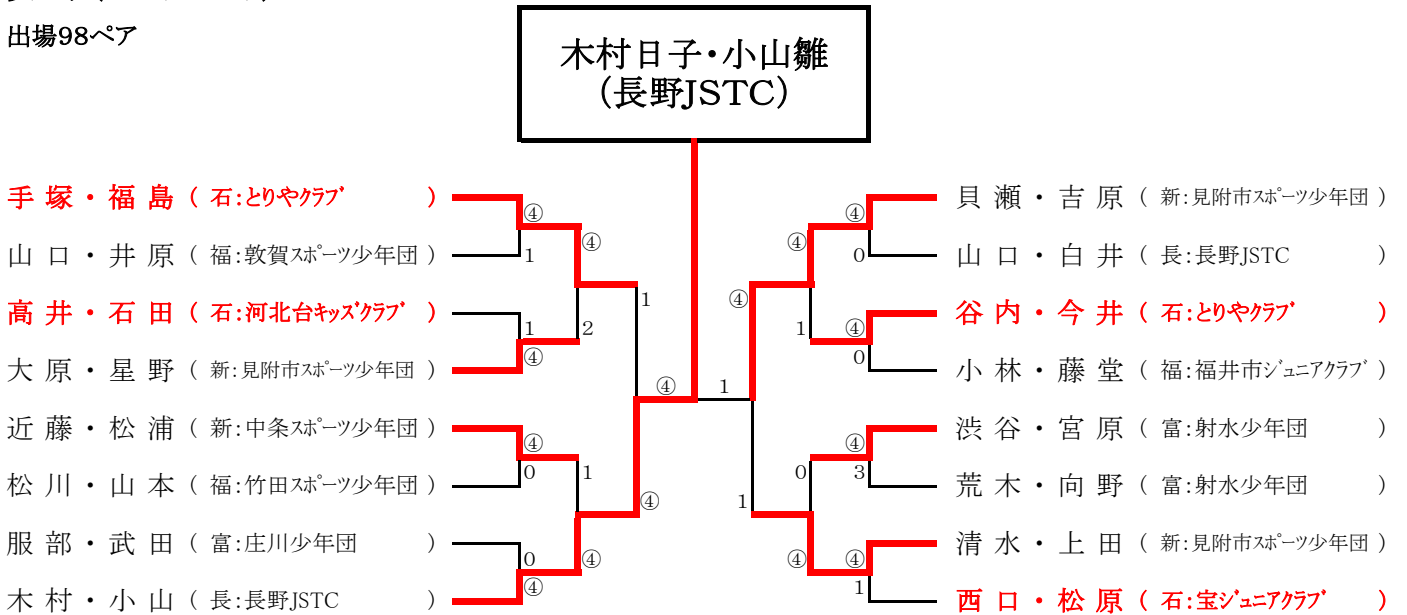 出場98ペア
木村日子・小山雛
(長野JSTC)
手塚・福島(石:とりやクラブ)
山口・井原(福:敦賀スポーツ少年団)
高井・石田(石:河北台キッズクラブ)
大原・星野(新:見附市スポーツ少年団)
近藤・松浦(新:中条スポーツ少年団)
松川・山本(福:竹田スポーツ少年団)
服部・武田(富:庄川少年団)
木村・小山(長:長野JSTC)
④
1
1
④
④
0
0
④
④
2
1
④
1
④
④
1
④
0
④
0
④
3
④
1
④
1
0
④
④
1
貝瀬・吉原(新:見附市スポーツ少年団)
山口・白井(長:長野JSTC)
谷内・今井(石:とりやクラブ)
小林・藤堂(福:福井市ジュニアクラブ)
渋谷・宮原(富:射水少年団)
荒木・向野(富:射水少年団)
清水・上田(新:見附市スポーツ少年団)
西口・松原(石:宝ジュニアクラブ)